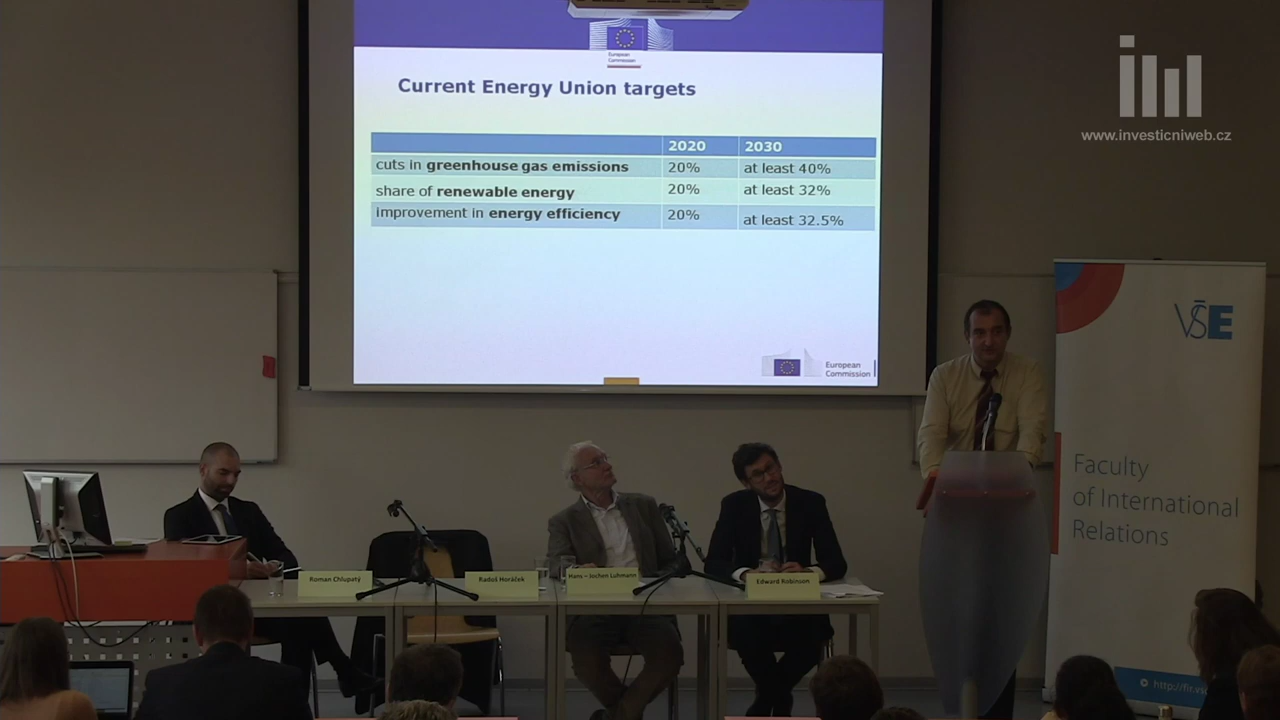 European
Commission
Current Energy Union targets
2020 2030
cuts in greenhouse gas emissions 20% at least 40%
share of renewable energy 20% at least 32%
improvement in energy efficiency 20% at least 32.5%
European
Commission
www.investicniweb.cz
VŠE
Faculty
of International
Relations
Roman Chlupatý
Radoš Horáček
Hans – Jochen Luhmann
Edward Robinson